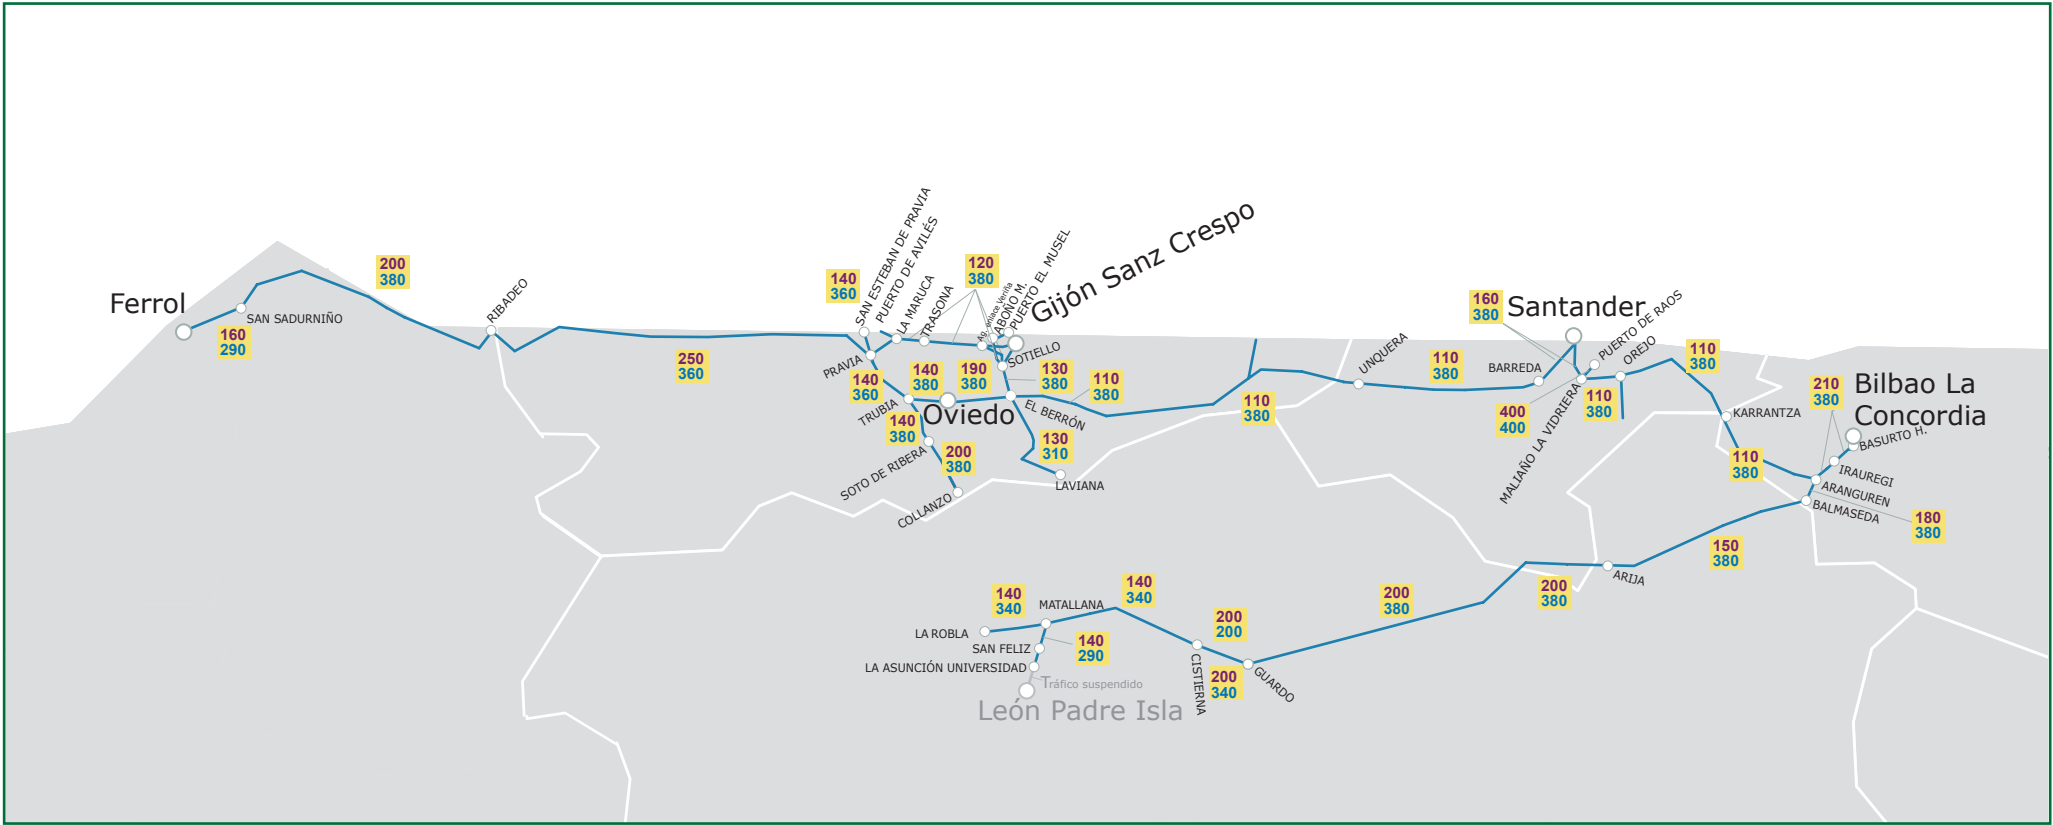 Ferrol
SAN SADURNIÑO
160
290
200
380
RIBADEO
250
360
140
360
SAN ESTEBAN DE PRAVIA
PUERTO DE AVILÉS
LA MARUCA
TRASONA
120
380
ABOÑO M.
PUERTO EL MUSEL
Gijón Sanz Crespo
SOTIELLO
PRAVIA
140
360
140
380
190
380
130
380
110
380
TRUBIA
Oviedo
EL BERRÓN
140
380
SOTO DE RIBERA
200
380
COLLANZO
130
310
LAVIANA
110
380
UNQUERA
110
380
BARREDA
160
380
Santander
PUERTO DE RAOS
OREJO
400
400
MALIAÑO LA VIDRIERA
110
380
110
380
KARRANTZA
110
380
210
380
Bilbao La
Concordia
BASURTO H.
IRAUREGI
ARANGUREN
BALMASEDA
180
380
150
380
ARIJA
200
380
200
380
GUARDO
200
340
200
200
CISTIERNA
140
340
MATALLANA
140
340
LA ROBLA
SAN FELIZ
140
290
LA ASUNCIÓN UNIVERSIDAD
Tráfico suspendido
León Padre Isla